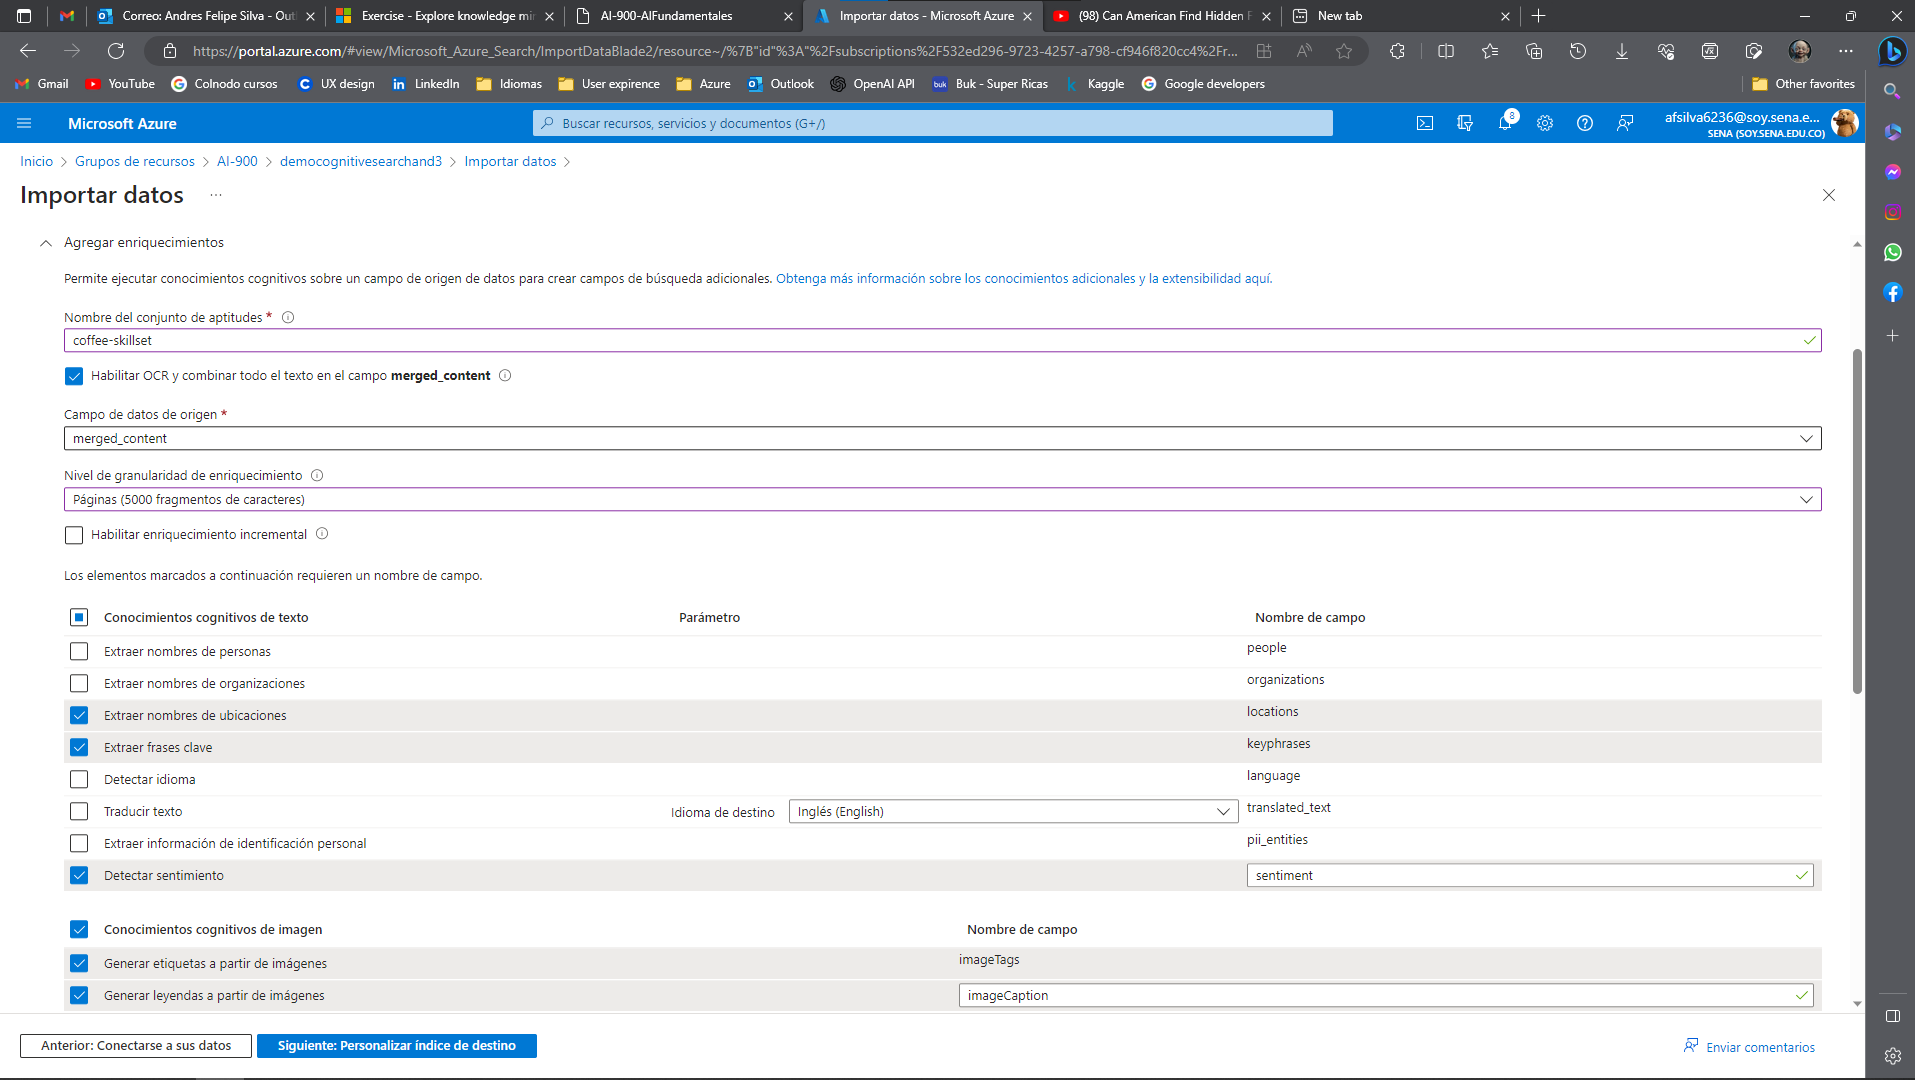 Correo: Andres Felipe Silva - Out
Exercise - Explore knowledge mi
AI-900-AIFundamentales
Importar datos - Microsoft Azure
(98) Can American Find Hidden F
New tab
https://portal.azure.com/#view/Microsoft_Azure_Search/ImportDataBlade2/resource~/%7B"id"%3A"%2Fsubscriptions%2F532ed296-9723-4257-a798-cf946f820cc4%2Fr...
Gmail
YouTube
Colnodo cursos
UX design
LinkedIn
Idiomas
User expirence
Azure
Outlook
OpenAI API
buk
Buk - Super Ricas
Kaggle
Google developers
Other favorites
Microsoft Azure
Buscar recursos, servicios y documentos (G+/)
8
afsilva6236@soy.sena.e...
SENA (SOY.SENA.EDU.CO)
Inicio > Grupos de recursos > AI-900 > democognitivesearchand3 > Importar datos >
Importar datos ...
Agregar enriquecimientos
Permite ejecutar conocimientos cognitivos sobre un campo de origen de datos para crear campos de búsqueda adicionales. Obtenga más información sobre los conocimientos adicionales y la extensibilidad aquí.
Nombre del conjunto de aptitudes *
coffee-skillset
Habilitar OCR y combinar todo el texto en el campo merged_content
Campo de datos de origen *
merged_content
Nivel de granularidad de enriquecimiento
Páginas (5000 fragmentos de caracteres)
Habilitar enriquecimiento incremental
Los elementos marcados a continuación requieren un nombre de campo.
Conocimientos cognitivos de texto Parámetro Nombre de campo
Extraer nombres de personas people
Extraer nombres de organizaciones organizations
Extraer nombres de ubicaciones locations
Extraer frases clave keyphrases
Detectar idioma language
Traducir texto Idioma de destino Inglés (English) translated_text
Extraer información de identificación personal pii_entities
Detectar sentimiento sentiment
Conocimientos cognitivos de imagen Nombre de campo
Generar etiquetas a partir de imágenes imageTags
Generar leyendas a partir de imágenes imageCaption
Anterior: Conectarse a sus datos
Siguiente: Personalizar índice de destino
Enviar comentarios